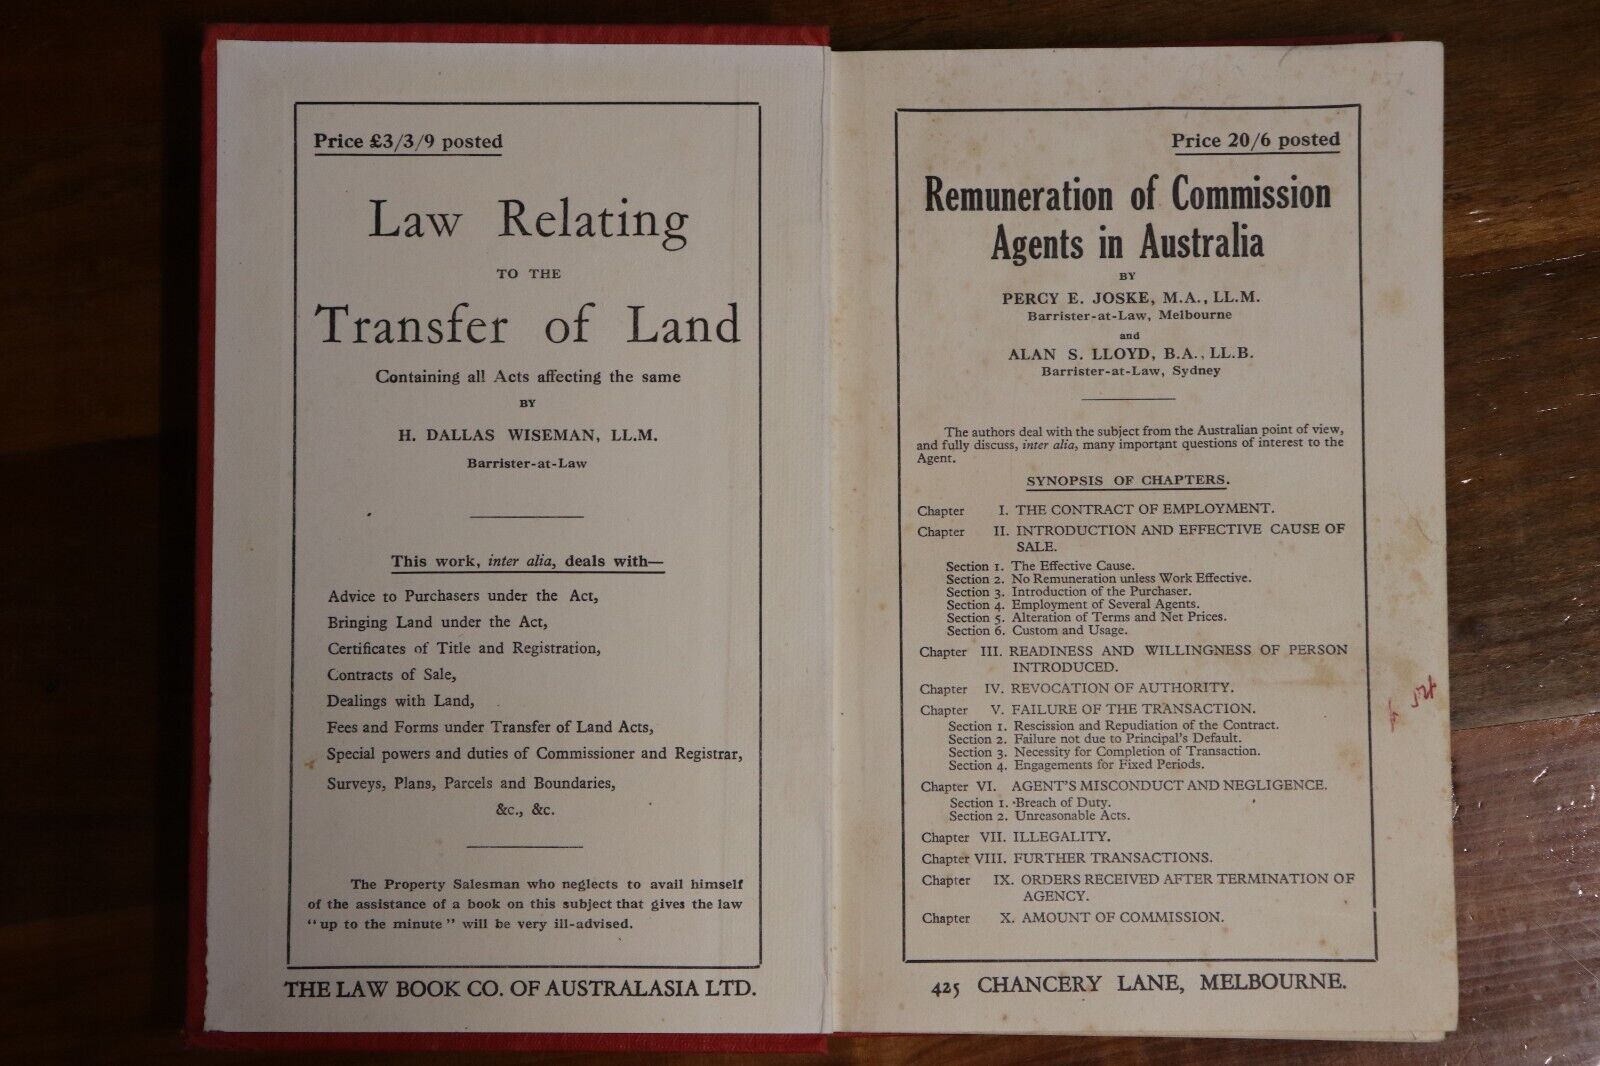 Price £3/3/9 posted
Law Relating
TO THE
Transfer of Land
Containing all Acts affecting the same
BY
H. DALLAS WISEMAN, LL.M.
Barrister-at-Law
This work, inter alia, deals with—
Advice to Purchasers under the Act,
Bringing Land under the Act,
Certificates of Title and Registration,
Contracts of Sale,
Dealings with Land,
Fees and Forms under Transfer of Land Acts,
Special powers and duties of Commissioner and Registrar,
Surveys, Plans, Parcels and Boundaries,
&c., &c.
The Property Salesman who neglects to avail himself
of the assistance of a book on this subject that gives the law
"up to the minute" will be very ill-advised.
THE LAW BOOK CO. OF AUSTRALASIA LTD.
Price 20/6 posted
Remuneration of Commission
Agents in Australia
BY
PERCY E. JOSKE, M.A., LL.M.
Barrister-at-Law, Melbourne
and
ALAN S. LLOYD, B.A., LL.B.
Barrister-at-Law, Sydney
The authors deal with the subject from the Australian point of view,
and fully discuss, inter alia, many important questions of interest to the
Agent.
SYNOPSIS OF CHAPTERS.
Chapter I. THE CONTRACT OF EMPLOYMENT.
Chapter II. INTRODUCTION AND EFFECTIVE CAUSE OF
SALE.
Section 1. The Effective Cause.
Section 2. No Remuneration unless Work Effective.
Section 3. Introduction of the Purchaser.
Section 4. Employment of Several Agents.
Section 5. Alteration of Terms and Net Prices.
Section 6. Custom and Usage.
Chapter III. READINESS AND WILLINGNESS OF PERSON
INTRODUCED.
Chapter IV. REVOCATION OF AUTHORITY.
Chapter V. FAILURE OF THE TRANSACTION.
Section 1. Rescission and Repudiation of the Contract.
Section 2. Failure not due to Principal's Default.
Section 3. Necessity for Completion of Transaction.
Section 4. Engagements for Fixed Periods.
Chapter VI. AGENT'S MISCONDUCT AND NEGLIGENCE.
Section 1. Breach of Duty.
Section 2. Unreasonable Acts.
Chapter VII. ILLEGALITY.
Chapter VIII. FURTHER TRANSACTIONS.
Chapter IX. ORDERS RECEIVED AFTER TERMINATION OF
AGENCY.
Chapter X. AMOUNT OF COMMISSION.
425 CHANCERY LANE, MELBOURNE.